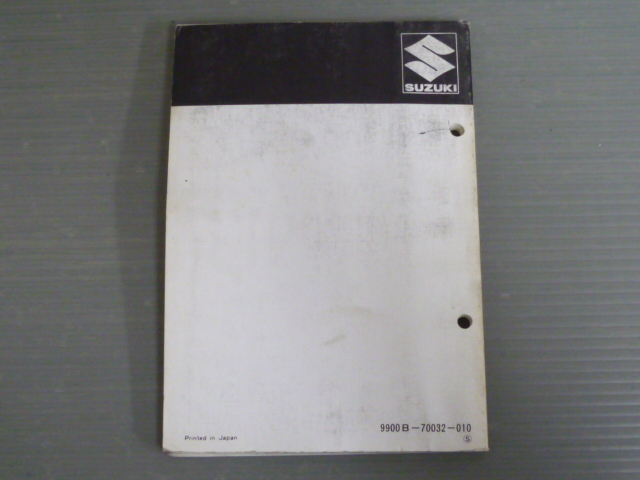 SUZUKI
9900B-70032-010
Printed in Japan
S